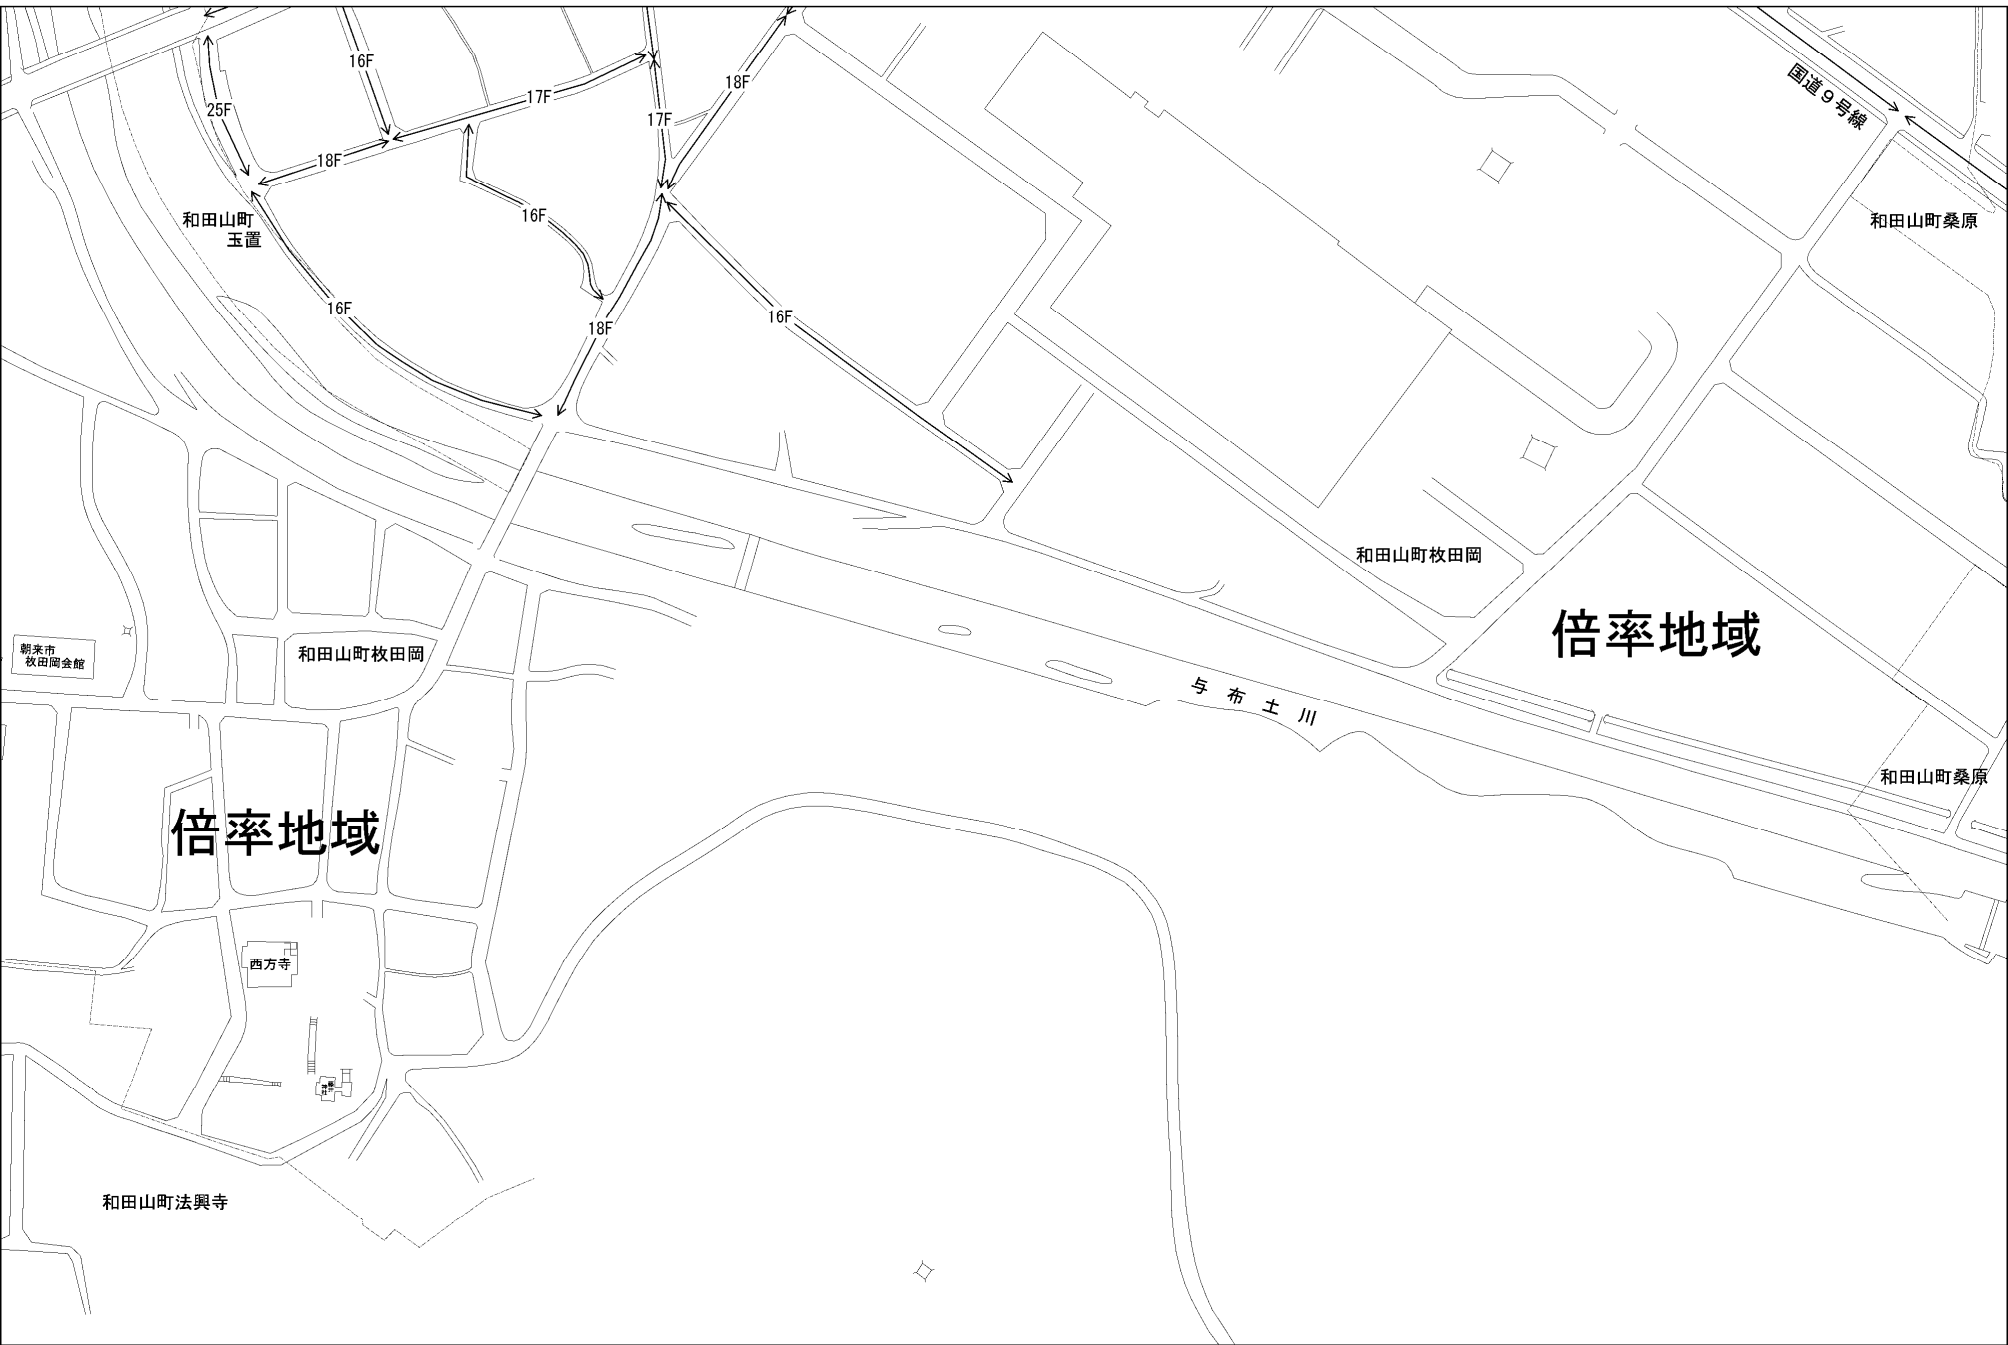 16F
18F
国道9号線
17F
25F
17F
18F
和田山町
玉置
16F
和田山町桑原
16F
18F
16F
和田山町枚田岡
倍率地域
朝来市
枚田岡会館
和田山町枚田岡
与布土川
和田山町桑原
倍率地域
西方寺
和田山町法興寺